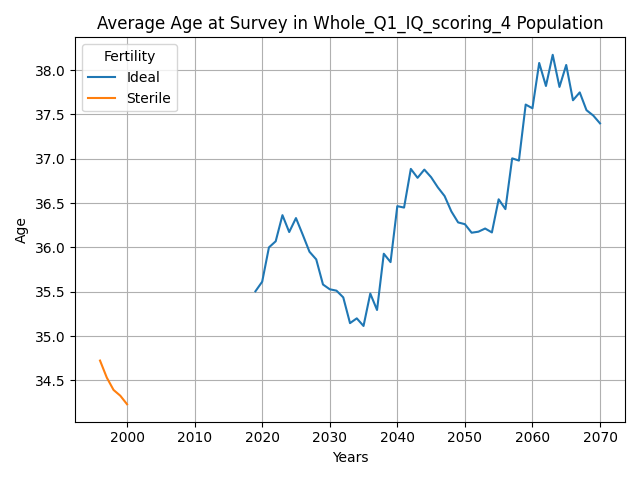 Average Age at Survey in Whole_Q1_IQ_scoring_4 Population
Fertility
Ideal
Sterile
Age
38.0
37.5
37.0
36.5
36.0
35.5
35.0
34.5
2000 2010 2020 2030 2040 2050 2060 2070
Years